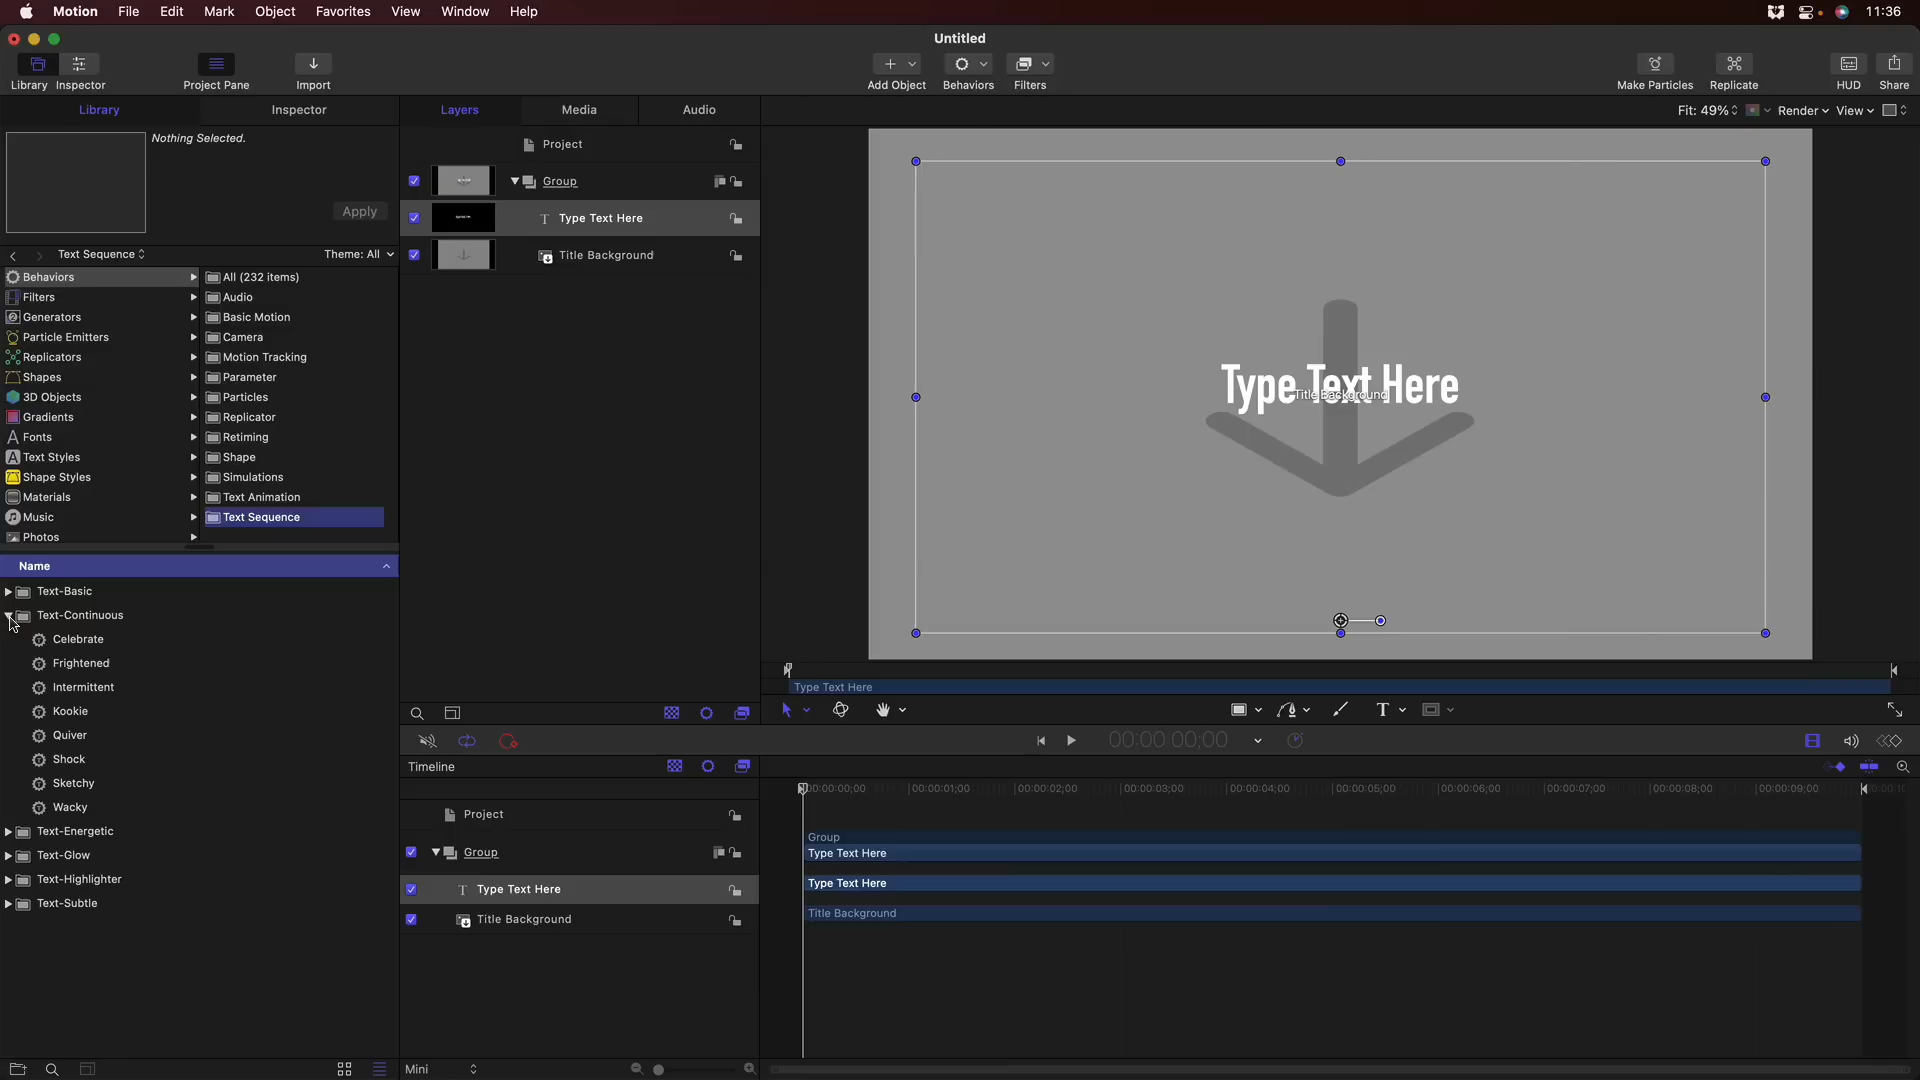 Motion File Edit Mark Object Favorites View Window Help 11:36
Untitled
Library Inspector Project Pane Import Add Object Behaviors Filters Make Particles Replicate HUD Share
Library Inspector Layers Media Audio Fit: 49% Render View
Nothing Selected.
Apply
Text Sequence Theme: All
Behaviors
Filters
Generators
Particle Emitters
Replicators
Shapes
3D Objects
Gradients
Fonts
Text Styles
Shape Styles
Materials
Music
Photos
All (232 items)
Audio
Basic Motion
Camera
Motion Tracking
Parameter
Particles
Replicator
Retiming
Shape
Simulations
Text Animation
Text Sequence
Name
Text-Basic
Text-Continuous
Celebrate
Frightened
Intermittent
Kookie
Quiver
Shock
Sketchy
Wacky
Text-Energetic
Text-Glow
Text-Highlighter
Text-Subtle
Project
Group
Type Text Here
Title Background
Type Text Here
Title Background
Type Text Here
T
00:00:00;00
Timeline
Project
Group
Type Text Here
Title Background
00:00:00;00 00:00:01;00 00:00:02;00 00:00:03;00 00:00:04;00 00:00:05;00 00:00:06;00 00:00:07;00 00:00:08;00 00:00:09;00
Group
Type Text Here
Type Text Here
Title Background
Mini